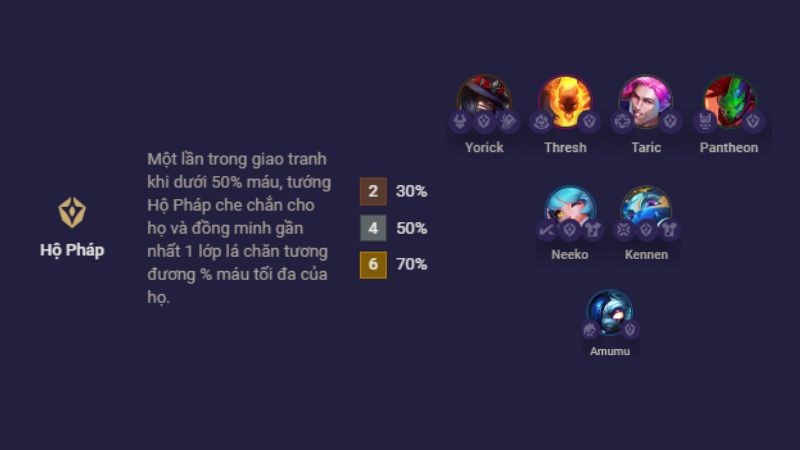 Hộ Pháp
Một lần trong giao tranh
khi dưới 50% máu, tướng
Hộ Pháp che chắn cho
họ và đồng minh gần
nhất 1 lớp lá chăn tương
đương % máu tối đa của
họ.
2 30%
4 50%
6 70%
Yorick Thresh Taric Pantheon
Neeko Kennen
Amumu